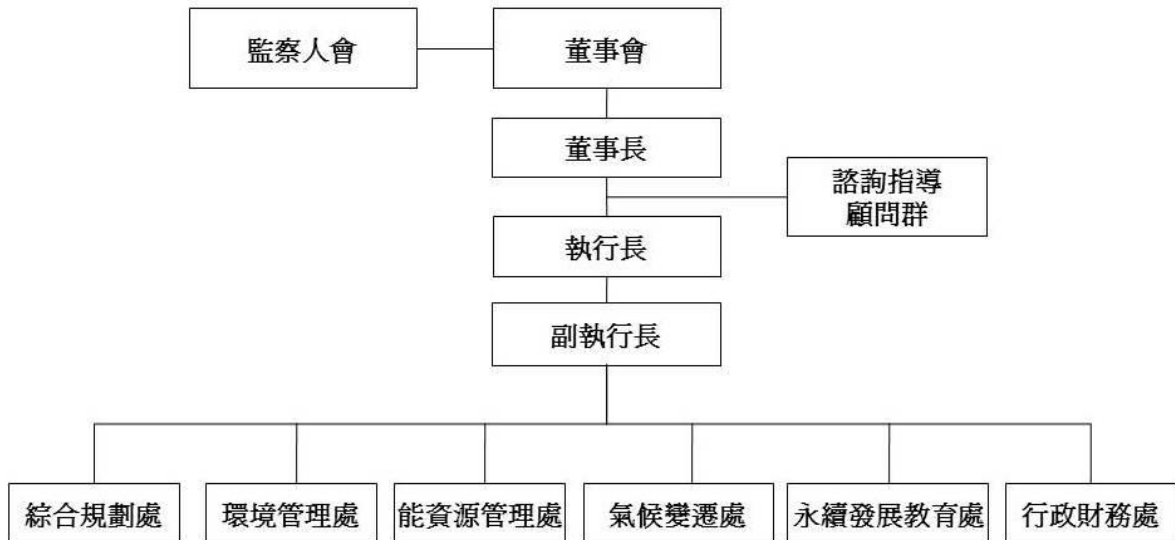 監察人會
董事會
董事長
諮詢指導
顧問群
執行長
副執行長
綜合規劃處
環境管理處
能資源管理處
氣候變遷處
永續發展教育處
行政財務處